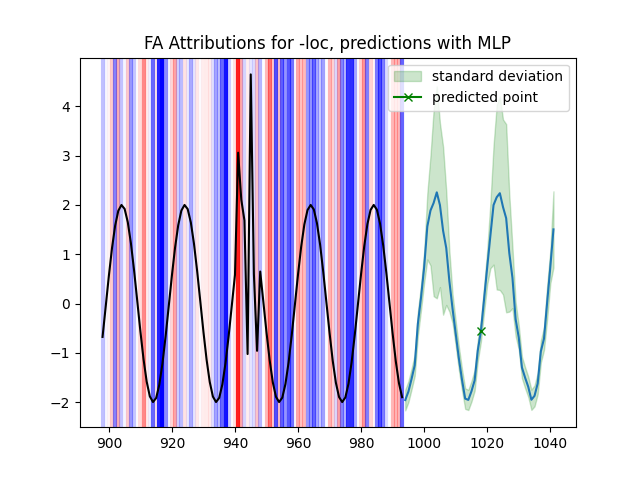 FA Attributions for -loc, predictions with MLP
standard deviation
predicted point
4
3
2
1
0
−1
−2
900 920 940 960 980 1000 1020 1040